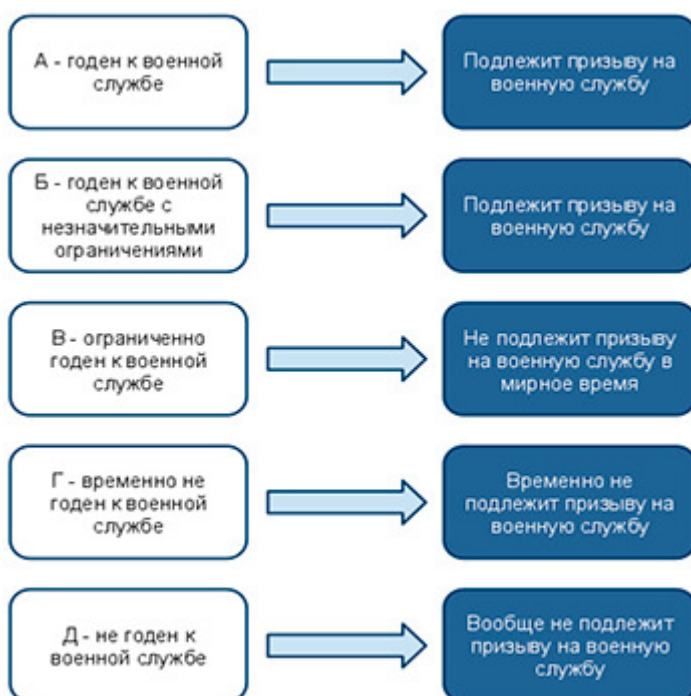 А - годен к военной
службе
Подлежит призыву на
военную службу
Б - годен к военной
службе с
незначительными
ограничениями
Подлежит призыву на
военную службу
В - ограниченно
годен к военной
службе
Не подлежит призыву
на военную службу в
мирное время
Г - временно не
годен к военной
службе
Временно не
подлежит призыву на
военную службу
Д - не годен к
военной службе
Вообще не подлежит
призыву на военную
службу